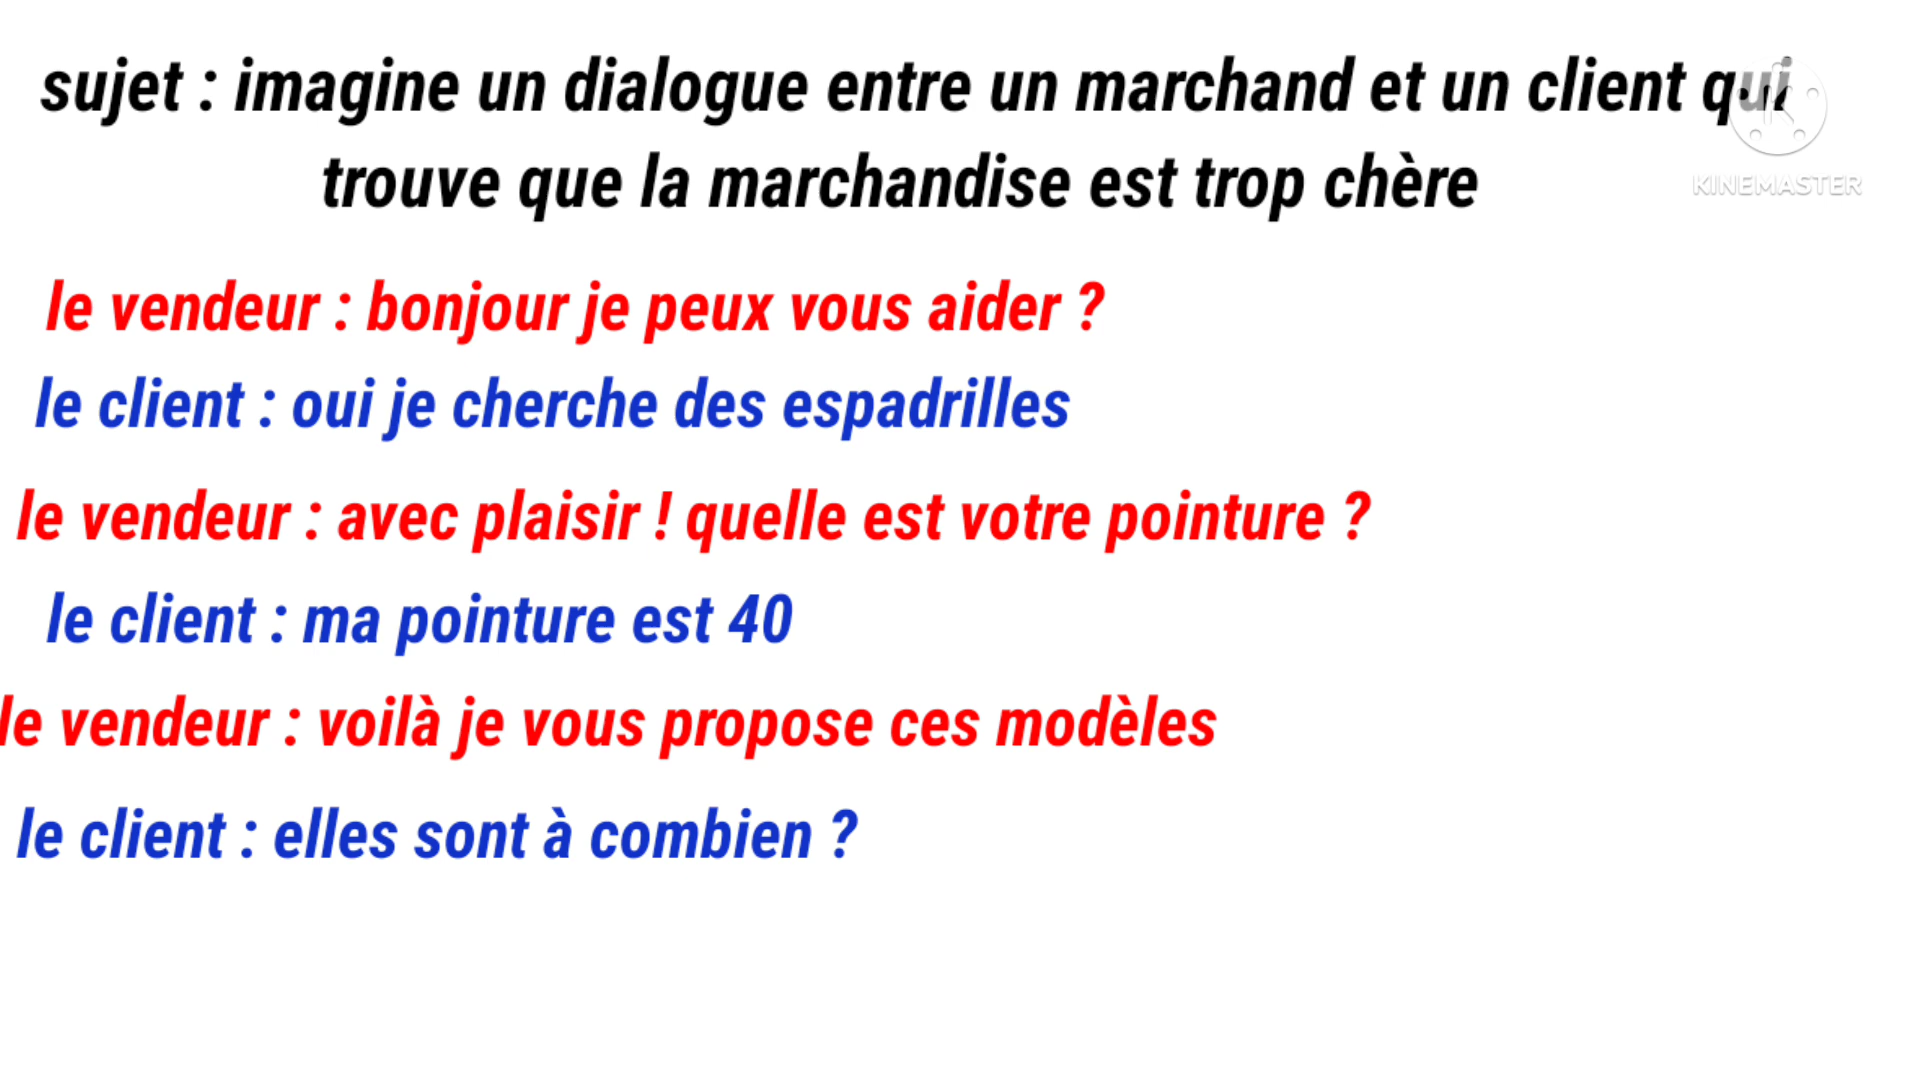 sujet : imagine un dialogue entre un marchand et un client qui
trouve que la marchandise est trop chère
KINEMASTER
le vendeur : bonjour je peux vous aider ?
le client : oui je cherche des espadrilles
le vendeur : avec plaisir ! quelle est votre pointure ?
le client : ma pointure est 40
le vendeur : voilà je vous propose ces modèles
le client : elles sont à combien ?